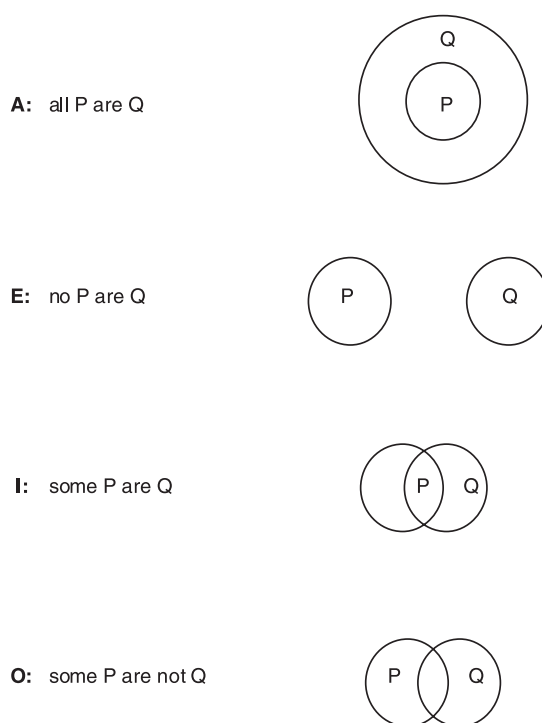 Q
A: all P are Q
P
E: no P are Q
P
Q
I: some P are Q
P
Q
O: some P are not Q
P
Q